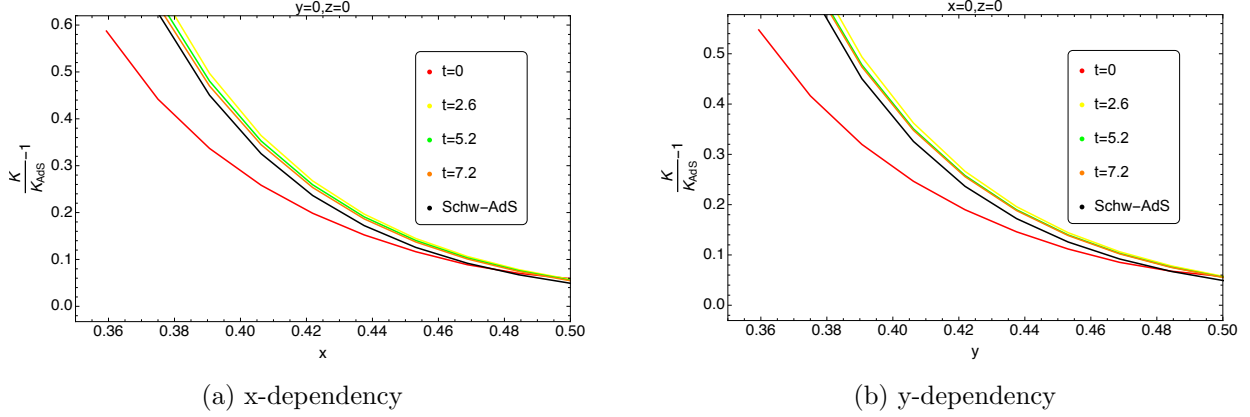 y=0,z=0
0.6
0.5
0.4
0.3
0.2
0.1
0.0
K/K_AdS −1
t=0
t=2.6
t=5.2
t=7.2
Schw−AdS
0.36 0.38 0.40 0.42 0.44 0.46 0.48 0.50
x
(a) x-dependency
x=0,z=0
0.5
0.4
0.3
0.2
0.1
0.0
K/K_AdS −1
t=0
t=2.6
t=5.2
t=7.2
Schw−AdS
0.36 0.38 0.40 0.42 0.44 0.46 0.48 0.50
y
(b) y-dependency